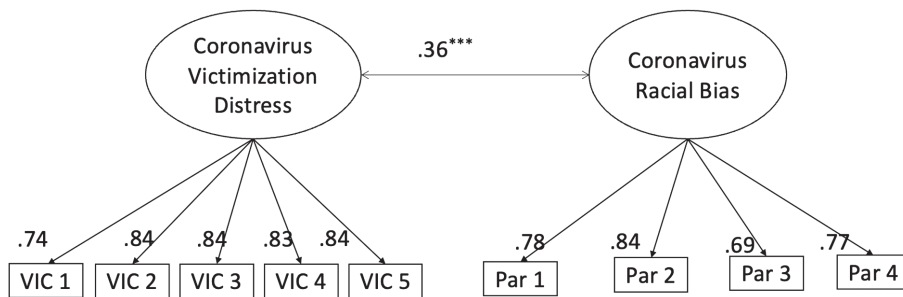 Coronavirus
Victimization
Distress
.36***
Coronavirus
Racial Bias
.74
.84
.84
.83
.84
.78
.84
.69
.77
VIC 1
VIC 2
VIC 3
VIC 4
VIC 5
Par 1
Par 2
Par 3
Par 4